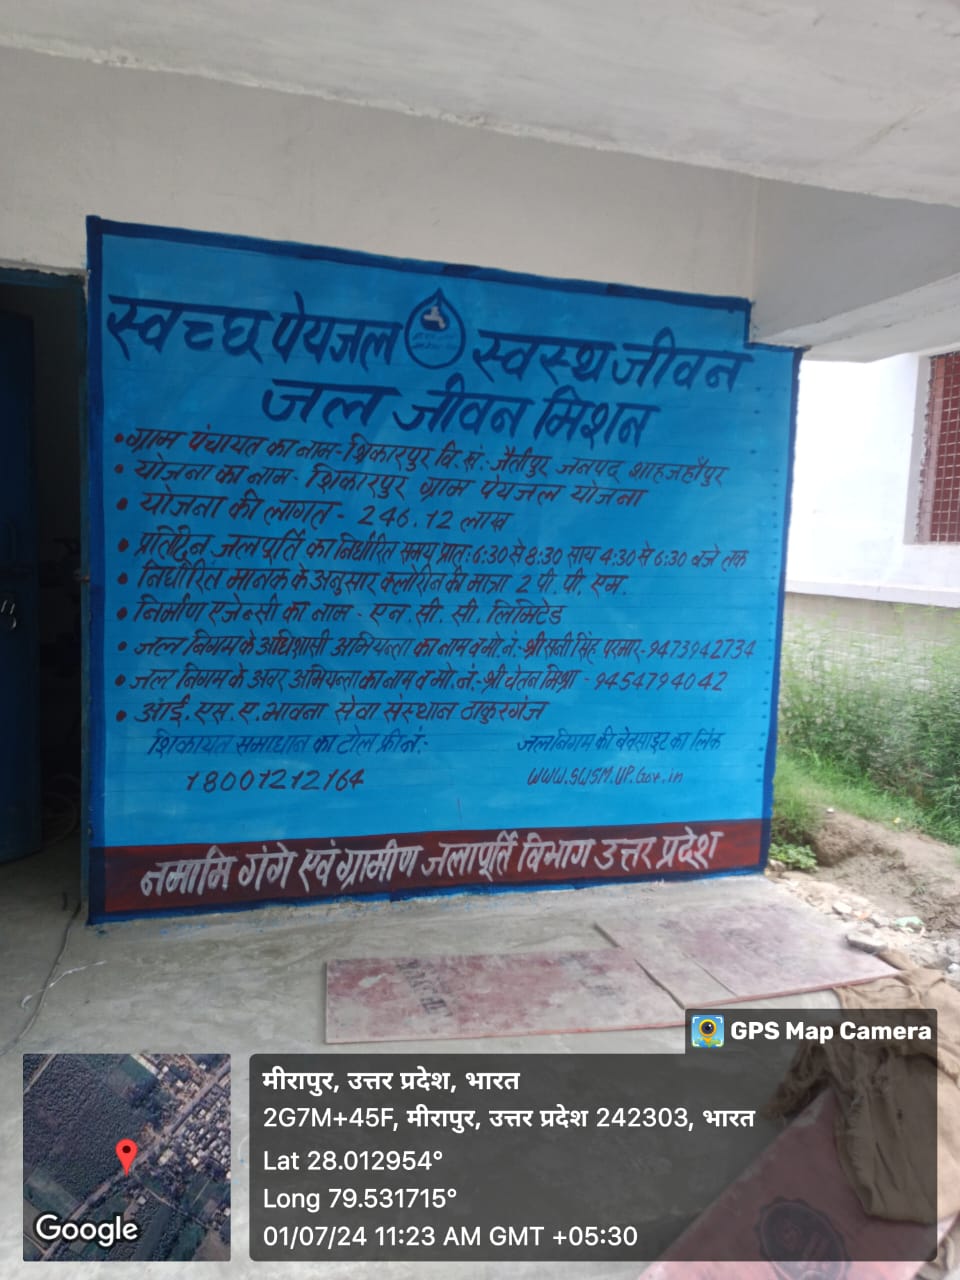 स्वच्छ पेयजल स्वस्थ जीवन
जल जीवन मिशन
• ग्राम पंचायत का नाम - शिकारपुर वि.खं.: जैतीपुर जनपद शाहजहाँपुर
• योजना का नाम - शिकारपुर ग्राम पेयजल योजना
• योजना की लागत - 246.12 लाख
• प्रतिदिन जलपूर्ति का निर्धारित समय प्रात: 6:30 से 8:30 साय 4:30 से 6:30 बजे तक
• निर्धारित मानक के अनुसार क्लोरीन की मात्रा 2 पी. पी. एम.
• निर्माण एजेन्सी का नाम - एन. सी. सी. लिमिटेड
• जल निगम के अधिशासी अभियन्ता का नाम व मो. नं.- श्री सनी सिंह परमार - 9473942734
• जल निगम के अवर अभियन्ता का नाम व मो. नं.- श्री चेतन मिश्रा - 9454794042
• आई. एस. ए. भावना सेवा संस्थान ठाकुरगंज
शिकायत समाधान का टोल फ्री नं.:-
18001212164
जलनिगम की बेवसाइट का लिंक
www.SWSM.UP.Gov.in
नमामि गंगे एवं ग्रामीण जलापूर्ति विभाग उत्तर प्रदेश
GPS Map Camera
मीरापुर, उत्तर प्रदेश, भारत
2G7M+45F, मीरापुर, उत्तर प्रदेश 242303, भारत
Lat 28.012954°
Long 79.531715°
01/07/24 11:23 AM GMT +05:30
Google